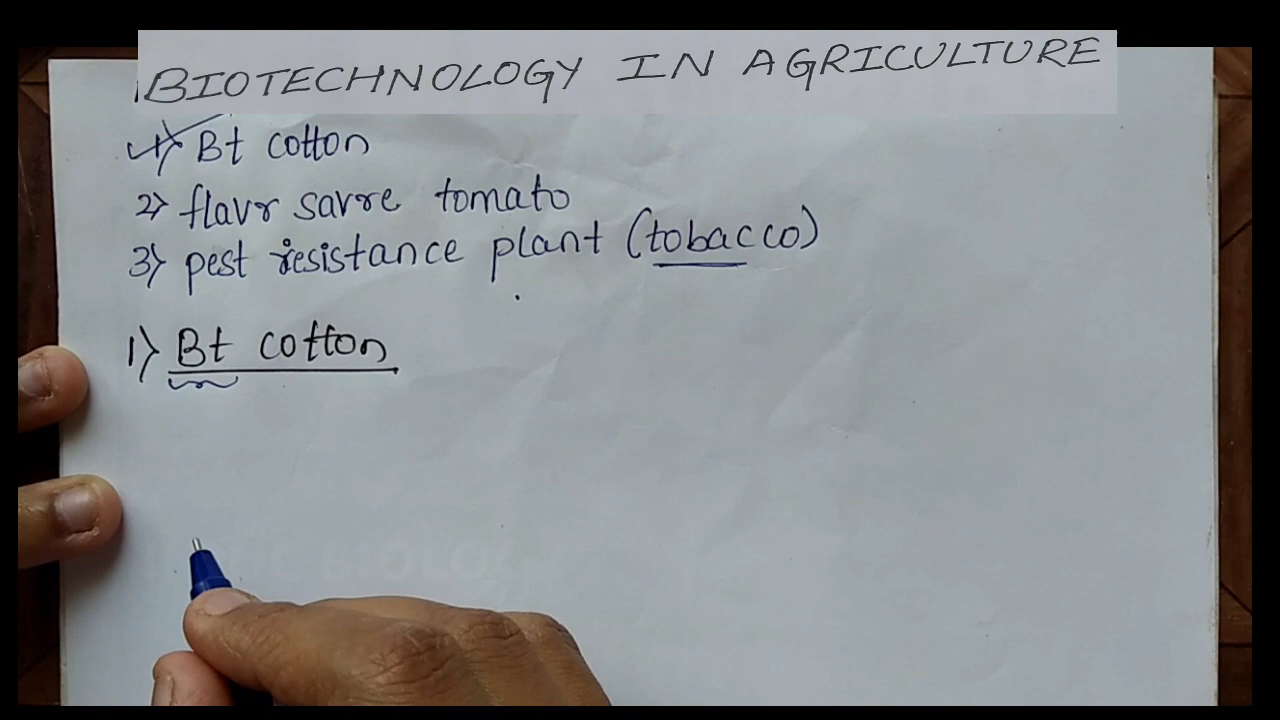 BIOTECHNOLOGY IN AGRICULTURE
1) Bt cotton
2) flavr savre tomato
3) pest resistance plant (tobacco)
1) Bt cotton